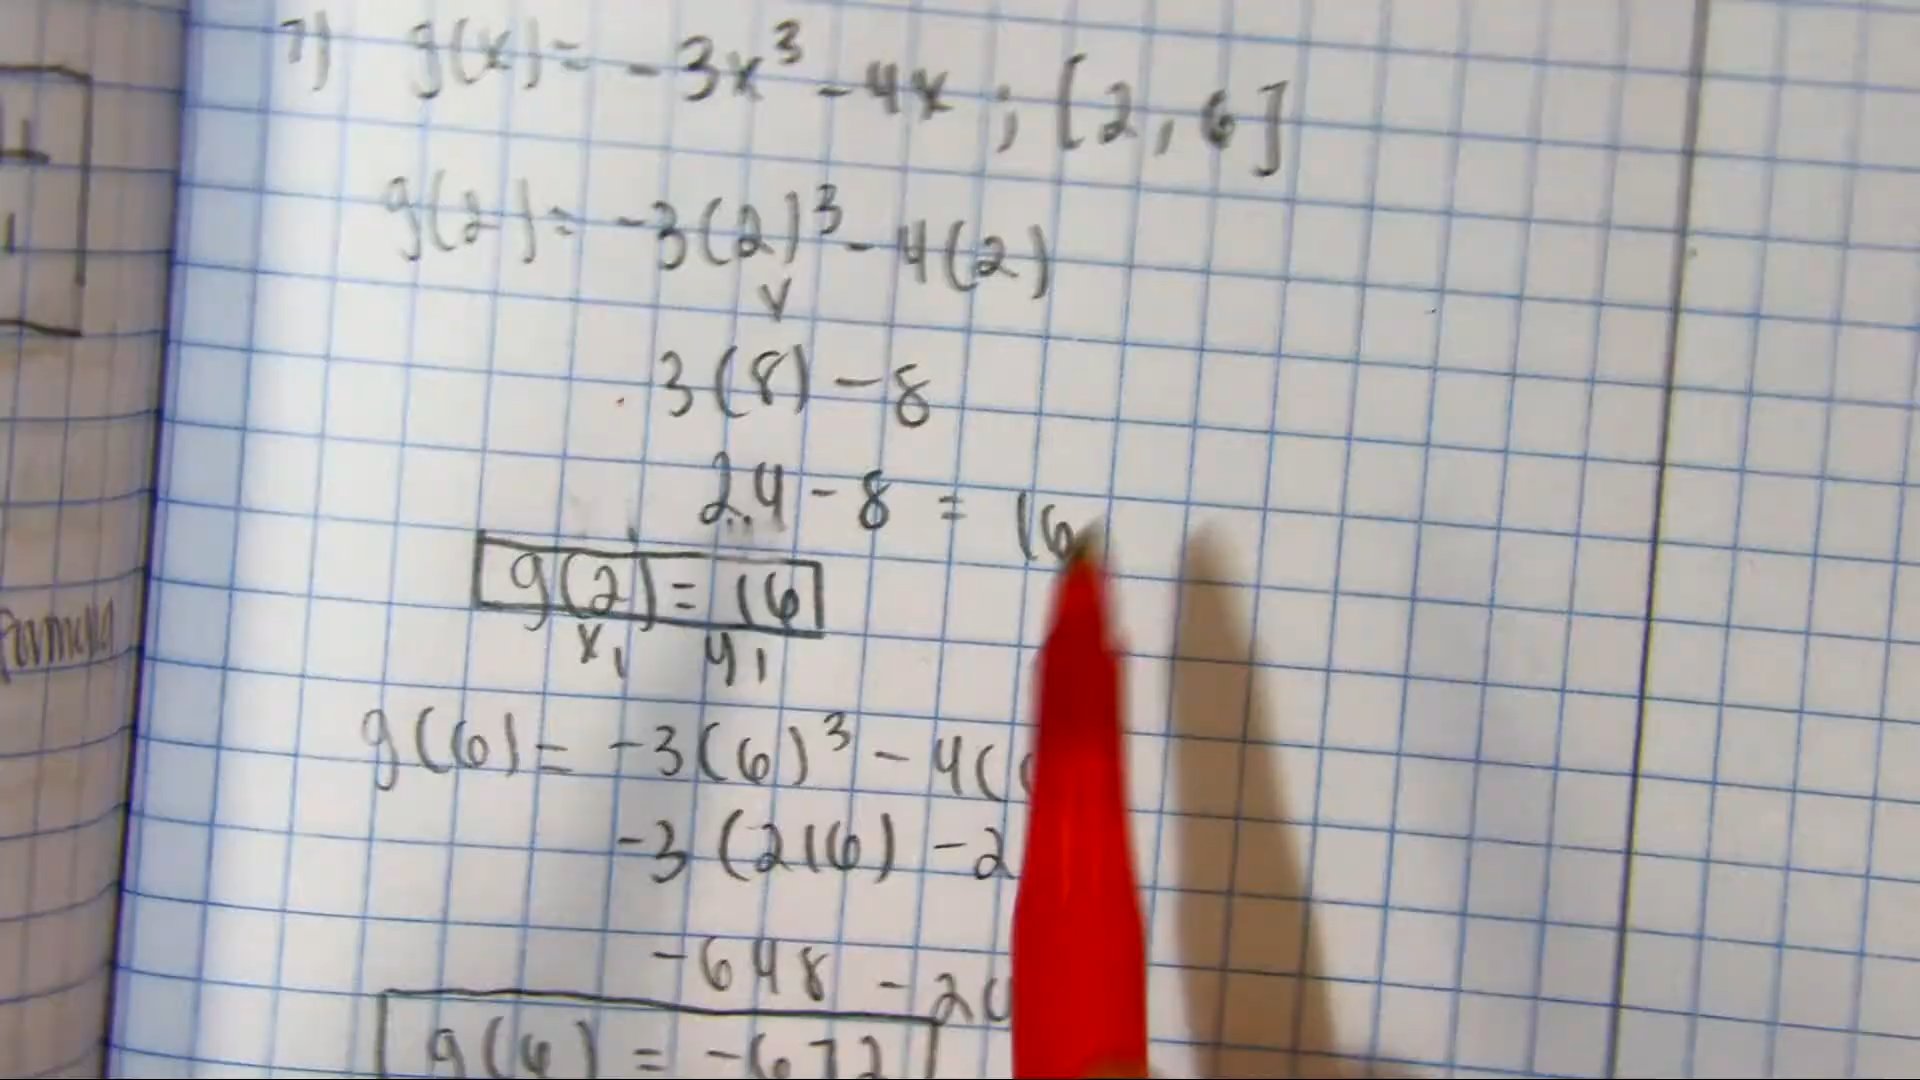 7) g(x) = -3x³ - 4x ; [2, 6]
g(2) = -3(2)³ - 4(2)
3(8) - 8
24 - 8 = 16
g(2) = 16
x₁ y₁
g(6) = -3(6)³ - 4(
-3(216) - 2
-648 - 2
g(6) = -672
Formula